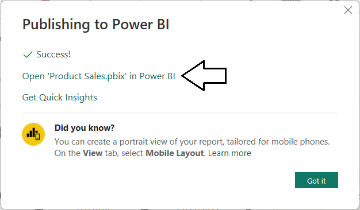 Publishing to Power BI
Success!
Open 'Product Sales.pbix' in Power BI
Get Quick Insights
Did you know?
You can create a portrait view of your report, tailored for mobile phones.
On the View tab, select Mobile Layout. Learn more
Got it